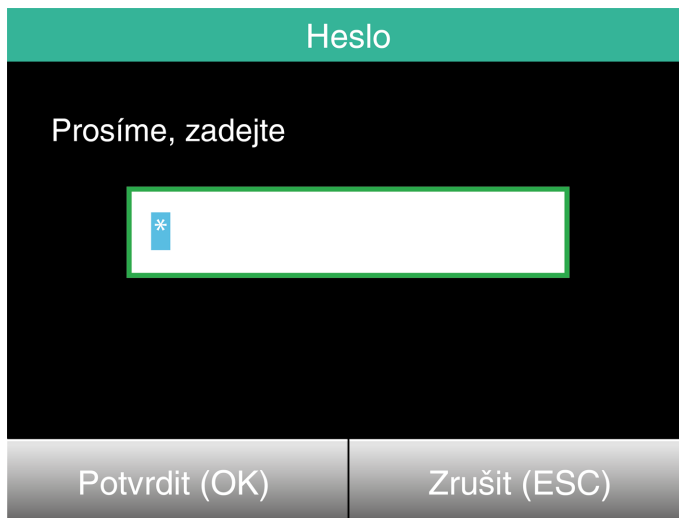 Heslo
Prosíme, zadejte
*
Potvrdit (OK)
Zrušit (ESC)